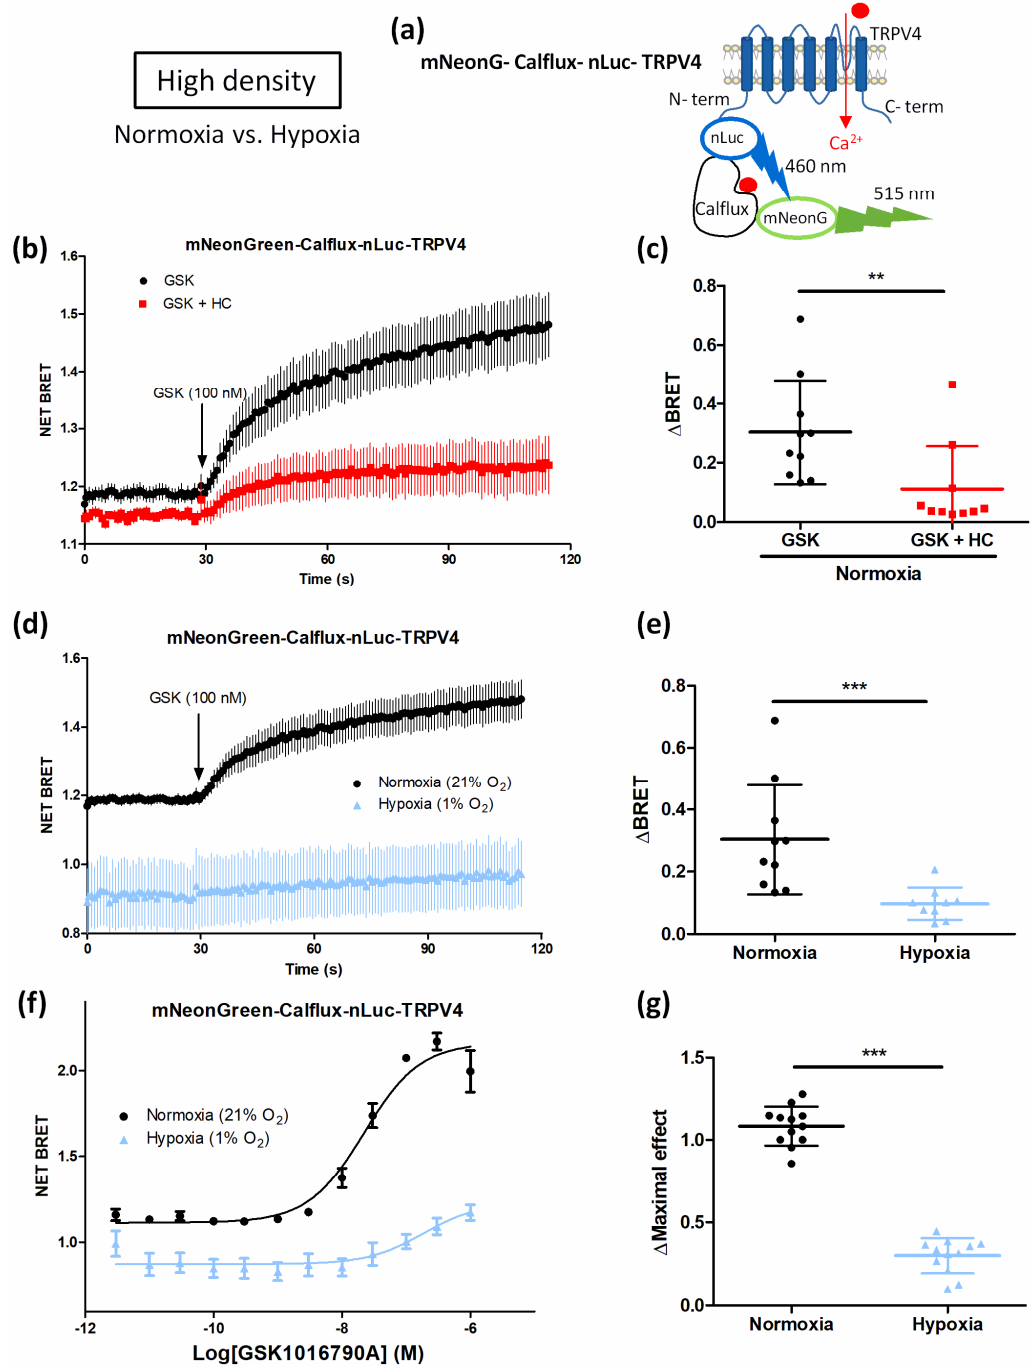 High density
Normoxia vs. Hypoxia
(a)
mNeonG- Calflux- nLuc- TRPV4
TRPV4
N- term
C- term
Ca2+
nLuc
460 nm
Calflux
mNeonG
515 nm
(b)
mNeonGreen-Calflux-nLuc-TRPV4
GSK
GSK + HC
GSK (100 nM)
NET BRET
1.6
1.5
1.4
1.3
1.2
1.1
0
30
60
90
120
Time (s)
(c)
**
ΔBRET
0.8
0.6
0.4
0.2
0.0
GSK
GSK + HC
Normoxia
(d)
mNeonGreen-Calflux-nLuc-TRPV4
GSK (100 nM)
Normoxia (21% O2)
Hypoxia (1% O2)
NET BRET
1.6
1.4
1.2
1.0
0.8
0
30
60
90
120
Time (s)
(e)
***
ΔBRET
0.8
0.6
0.4
0.2
0.0
Normoxia
Hypoxia
(f)
mNeonGreen-Calflux-nLuc-TRPV4
Normoxia (21% O2)
Hypoxia (1% O2)
NET BRET
2.0
1.5
1.0
-12
-10
-8
-6
Log[GSK1016790A] (M)
(g)
***
ΔMaximal effect
1.5
1.0
0.5
0.0
Normoxia
Hypoxia